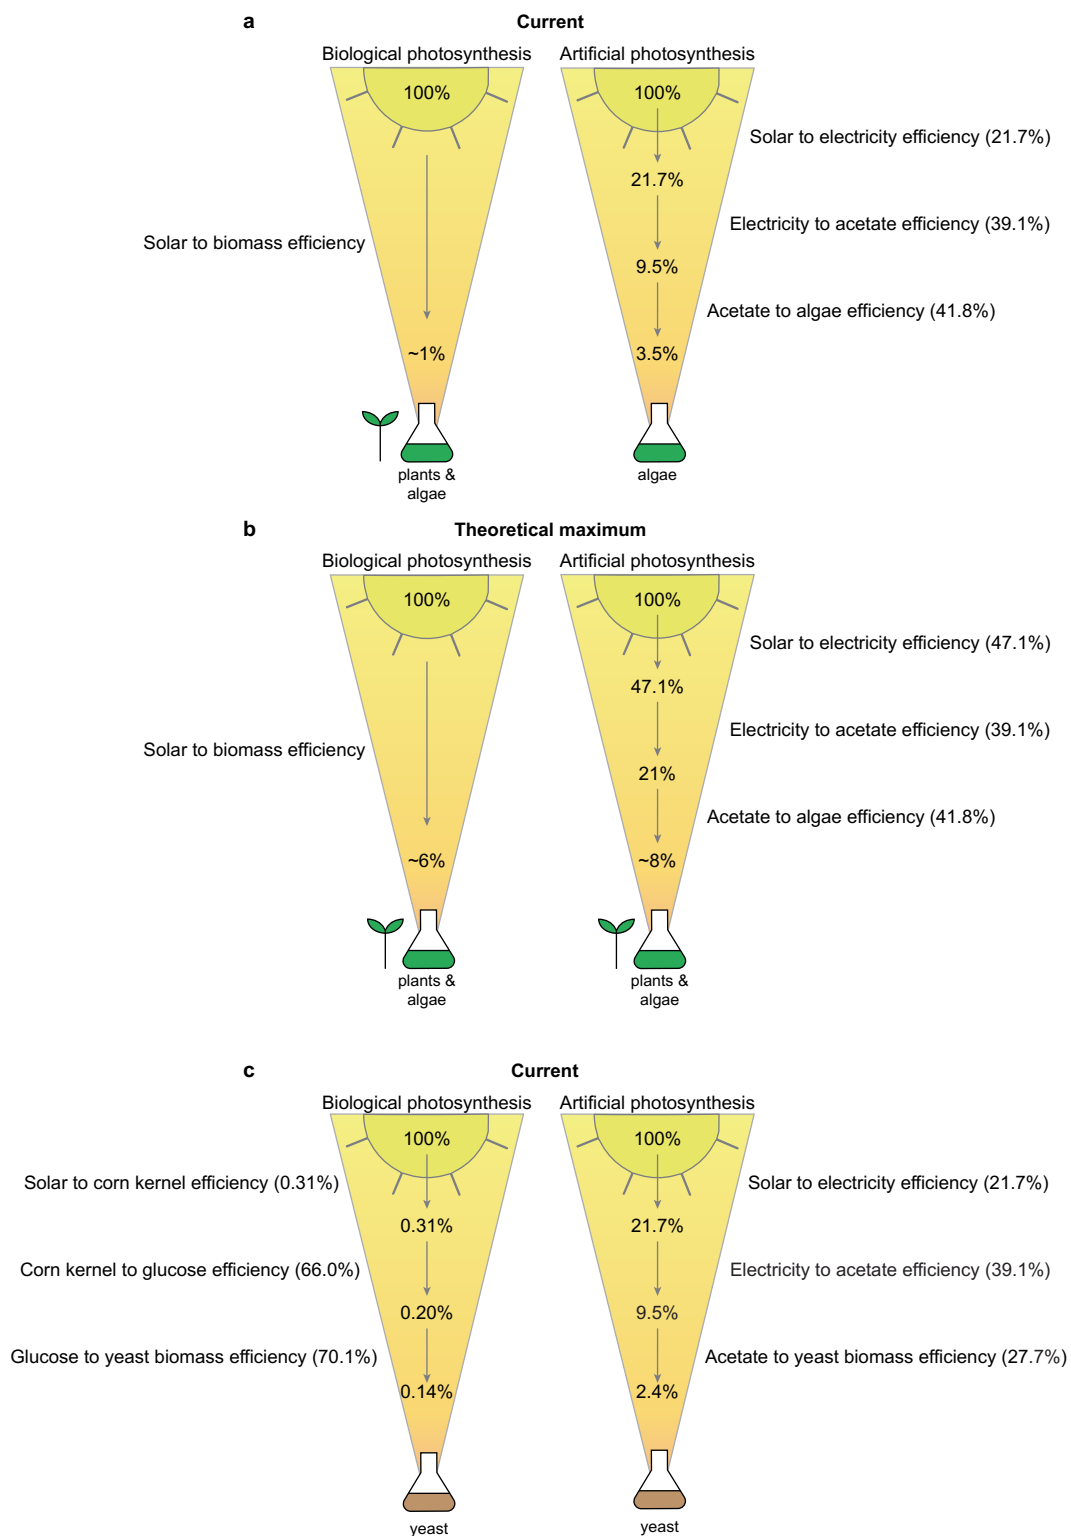 a
Current
Biological photosynthesis
Artificial photosynthesis
100%
100%
Solar to electricity efficiency (21.7%)
21.7%
Electricity to acetate efficiency (39.1%)
Solar to biomass efficiency
9.5%
Acetate to algae efficiency (41.8%)
~1%
3.5%
plants &
algae
algae
b
Theoretical maximum
Biological photosynthesis
Artificial photosynthesis
100%
100%
Solar to electricity efficiency (47.1%)
47.1%
Electricity to acetate efficiency (39.1%)
Solar to biomass efficiency
21%
Acetate to algae efficiency (41.8%)
~6%
~8%
plants &
algae
plants &
algae
c
Current
Biological photosynthesis
Artificial photosynthesis
100%
100%
Solar to corn kernel efficiency (0.31%)
Solar to electricity efficiency (21.7%)
0.31%
21.7%
Corn kernel to glucose efficiency (66.0%)
Electricity to acetate efficiency (39.1%)
0.20%
9.5%
Glucose to yeast biomass efficiency (70.1%)
Acetate to yeast biomass efficiency (27.7%)
0.14%
2.4%
yeast
yeast